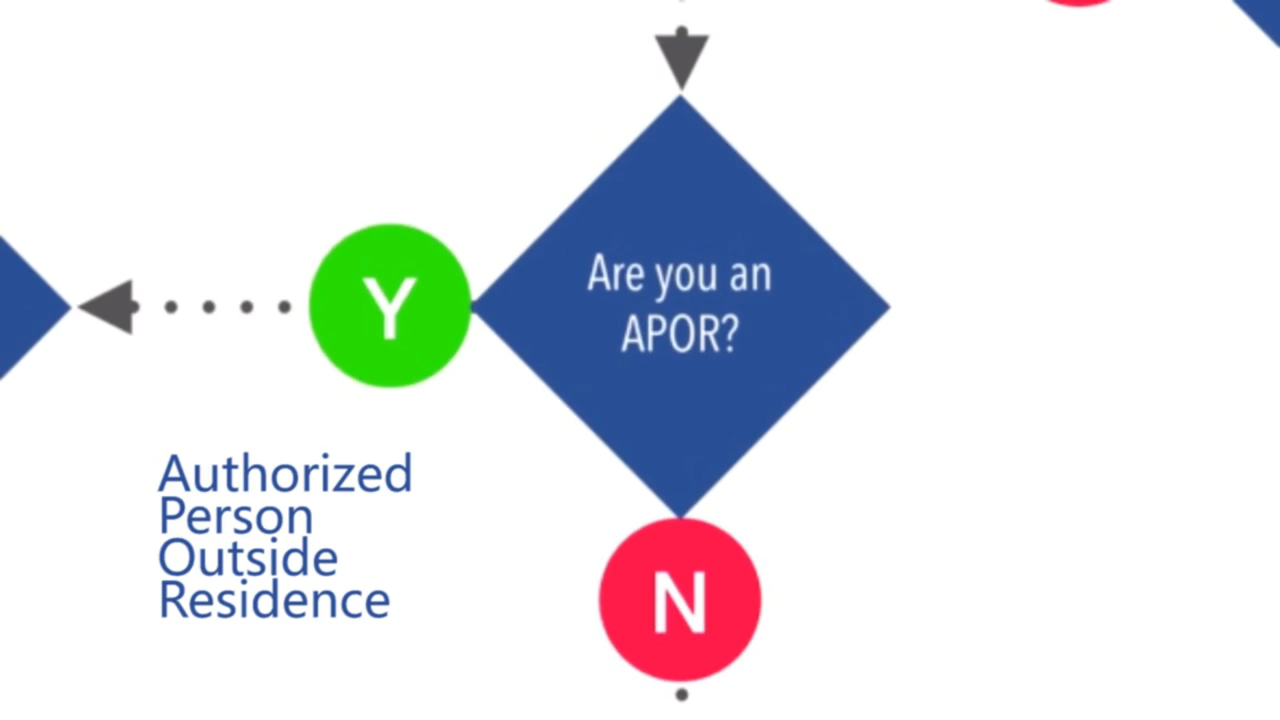 Are you an
APOR?
Y
Authorized
Person
Outside
Residence
N